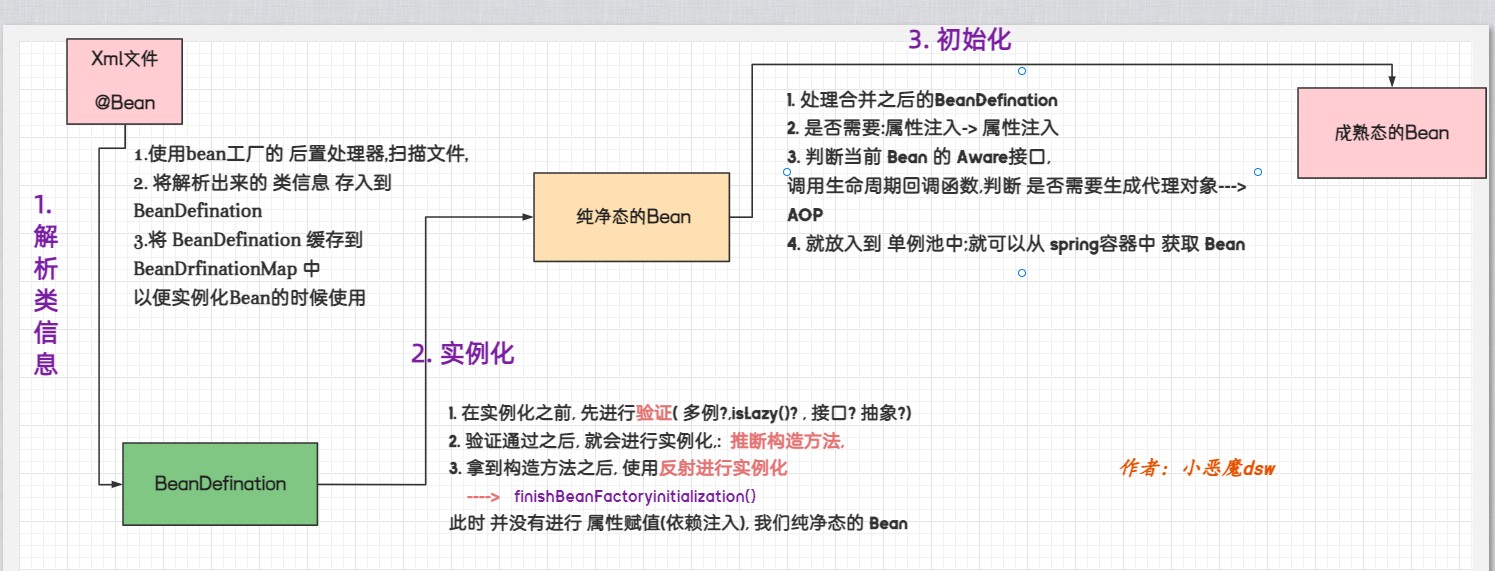 Xml文件
@Bean
1.
解
析
类
信
息
1.使用bean工厂的 后置处理器,扫描文件,
2. 将解析出来的 类信息 存入到
BeanDefination
3.将 BeanDefination 缓存到
BeanDrfinationMap 中
以便实例化Bean的时候使用
BeanDefination
2. 实例化
1. 在实例化之前, 先进行验证( 多例?,isLazy()? , 接口? 抽象?)
2. 验证通过之后, 就会进行实例化,: 推断构造方法,
3. 拿到构造方法之后, 使用反射进行实例化
----> finishBeanFactoryinitialization()
此时 并没有进行 属性赋值(依赖注入), 我们纯净态的 Bean
纯净态的Bean
3. 初始化
1. 处理合并之后的BeanDefination
2. 是否需要:属性注入-> 属性注入
3. 判断当前 Bean 的 Aware接口,
调用生命周期回调函数,判断 是否需要生成代理对象--->
AOP
4. 就放入到 单例池中;就可以从 spring容器中 获取 Bean
成熟态的Bean
作者：小恶魔dsw